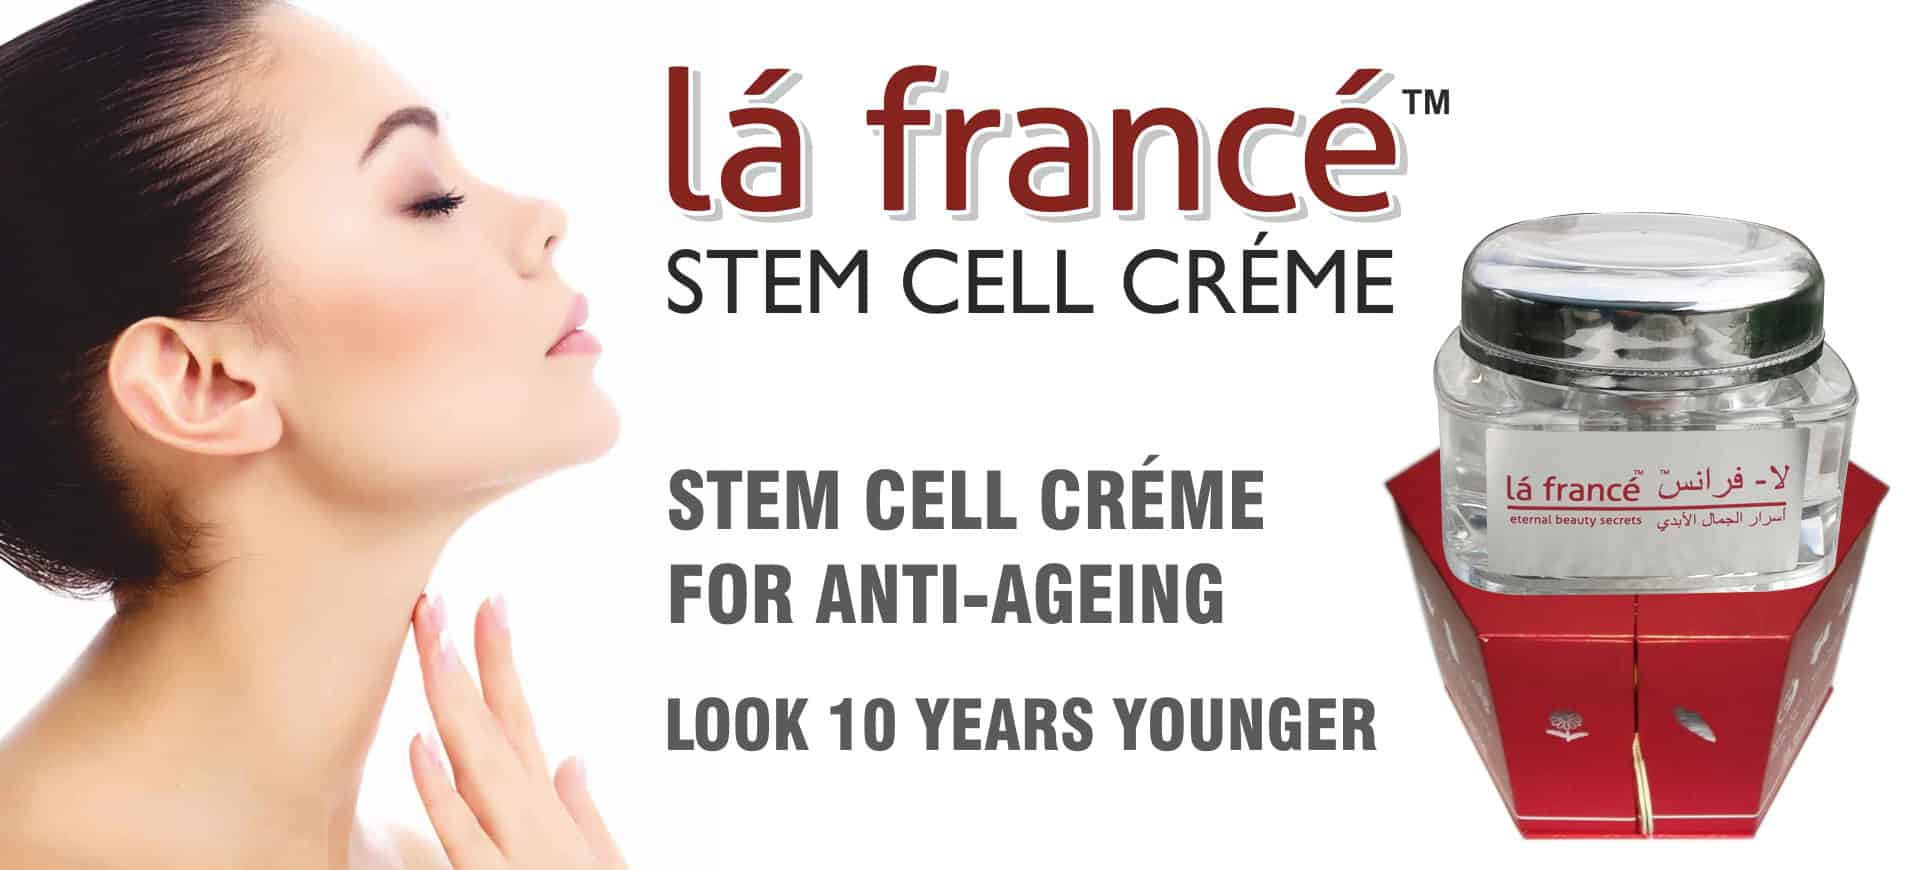 lá francé™
STEM CELL CRÉME
STEM CELL CRÉME
FOR ANTI-AGEING
LOOK 10 YEARS YOUNGER
lá francé™ لا- فرانس™
eternal beauty secrets أسرار الجمال الأبدي